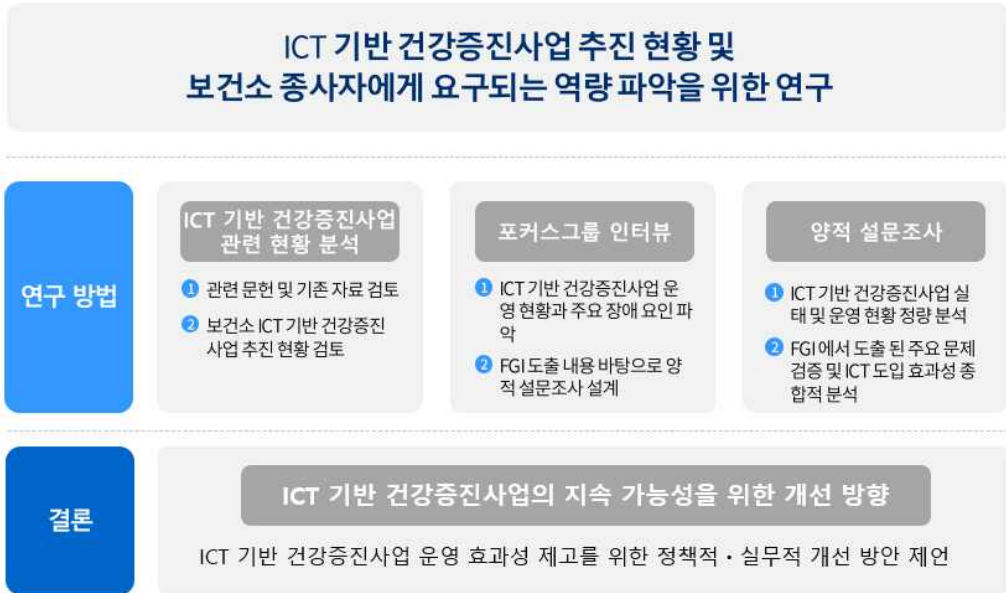 ICT 기반 건강증진사업 추진 현황 및
보건소 종사자에게 요구되는 역량 파악을 위한 연구
연구 방법
ICT 기반 건강증진사업
관련 현황 분석
1 관련 문헌 및 기존 자료 검토
2 보건소 ICT 기반 건강증진
사업 추진 현황 검토
포커스그룹 인터뷰
1 ICT 기반 건강증진사업 운
영 현황과 주요 장애 요인 파
악
2 FGI 도출 내용 바탕으로 양
적 설문조사 설계
양적 설문조사
1 ICT 기반 건강증진사업 실
태 및 운영 현황 정량 분석
2 FGI에서 도출 된 주요 문제
검증 및 ICT 도입 효과성 종
합적 분석
결론
ICT 기반 건강증진사업의 지속 가능성을 위한 개선 방향
ICT 기반 건강증진사업 운영 효과성 제고를 위한 정책적・실무적 개선 방안 제언